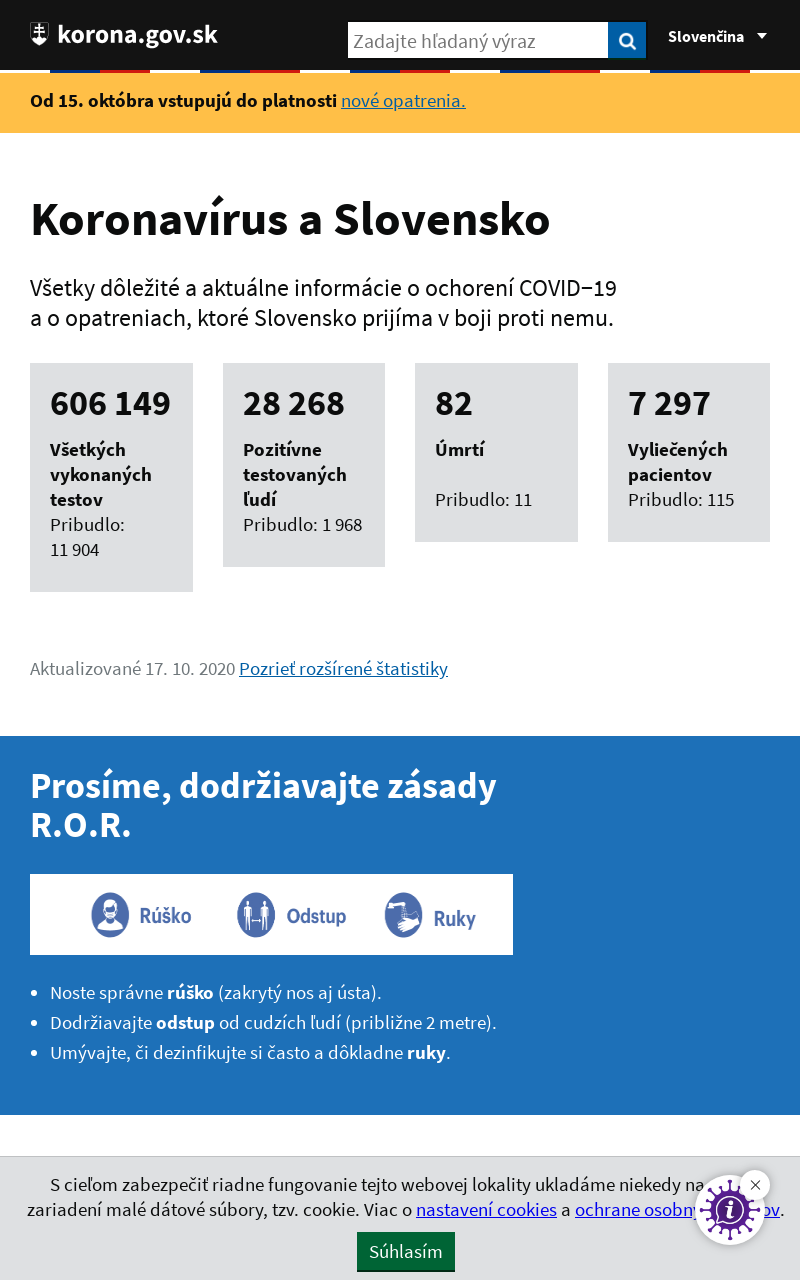 korona.gov.sk
Zadajte hľadaný výraz
Slovenčina
Od 15. októbra vstupujú do platnosti nové opatrenia.
Koronavírus a Slovensko
Všetky dôležité a aktuálne informácie o ochorení COVID−19
a o opatreniach, ktoré Slovensko prijíma v boji proti nemu.
606 149
Všetkých
vykonaných
testov
Pribudlo:
11 904
28 268
Pozitívne
testovaných
ľudí
Pribudlo: 1 968
82
Úmrtí
Pribudlo: 11
7 297
Vyliečených
pacientov
Pribudlo: 115
Aktualizované 17. 10. 2020 Pozrieť rozšírené štatistiky
Prosíme, dodržiavajte zásady
R.O.R.
Rúško
Odstup
Ruky
Noste správne rúško (zakrytý nos aj ústa).
Dodržiavajte odstup od cudzích ľudí (približne 2 metre).
Umývajte, či dezinfikujte si často a dôkladne ruky.
S cieľom zabezpečiť riadne fungovanie tejto webovej lokality ukladáme niekedy na
zariadení malé dátové súbory, tzv. cookie. Viac o nastavení cookies a ochrane
Súhlasím